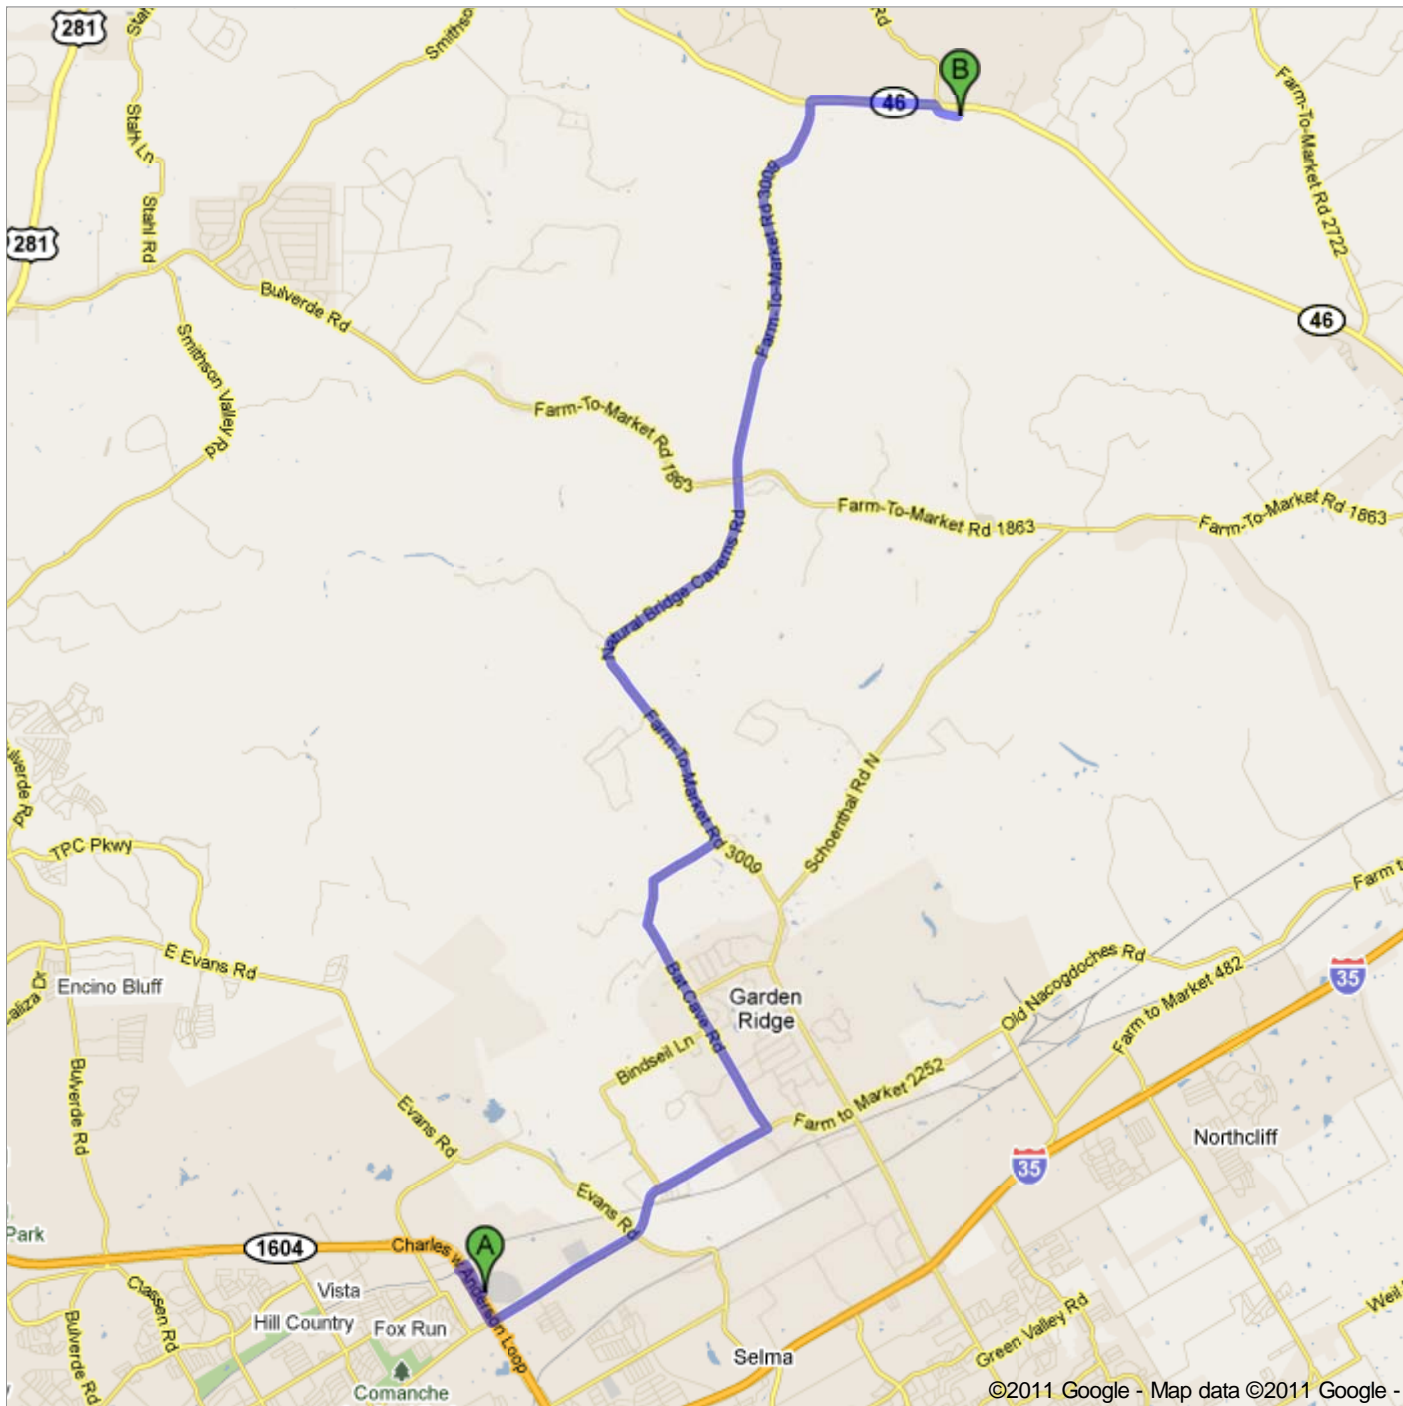 281
Stahl Ln
Smithson
Rd
B
46
Farm-To-Market Rd 2722
Stahl Rd
281
Farm-To-Market Rd 3009
Bulverde Rd
46
Smithson Valley Rd
Farm-To-Market Rd 1863
Farm-To-Market Rd 1863
Farm-To-Market Rd 1863
Natural Bridge Caverns Rd
Farm-To-Market Rd 3009
Schoenthal Rd N
TPC Pkwy
E Evans Rd
Encino Bluff
Bat Cave Rd
Garden
Ridge
Old Nacogdoches Rd
35
Farm to Market 482
Bindseil Ln
Farm to Market 2252
Bulverde Rd
Evans Rd
Northcliff
35
Evans Rd
Park
1604
Charles w Anderson Loop
A
Vista
Classen Rd
Hill Country
Fox Run
Bulverde Rd
Green Valley Rd
Weil
Selma
Comanche
©2011 Google - Map data ©2011 Google -